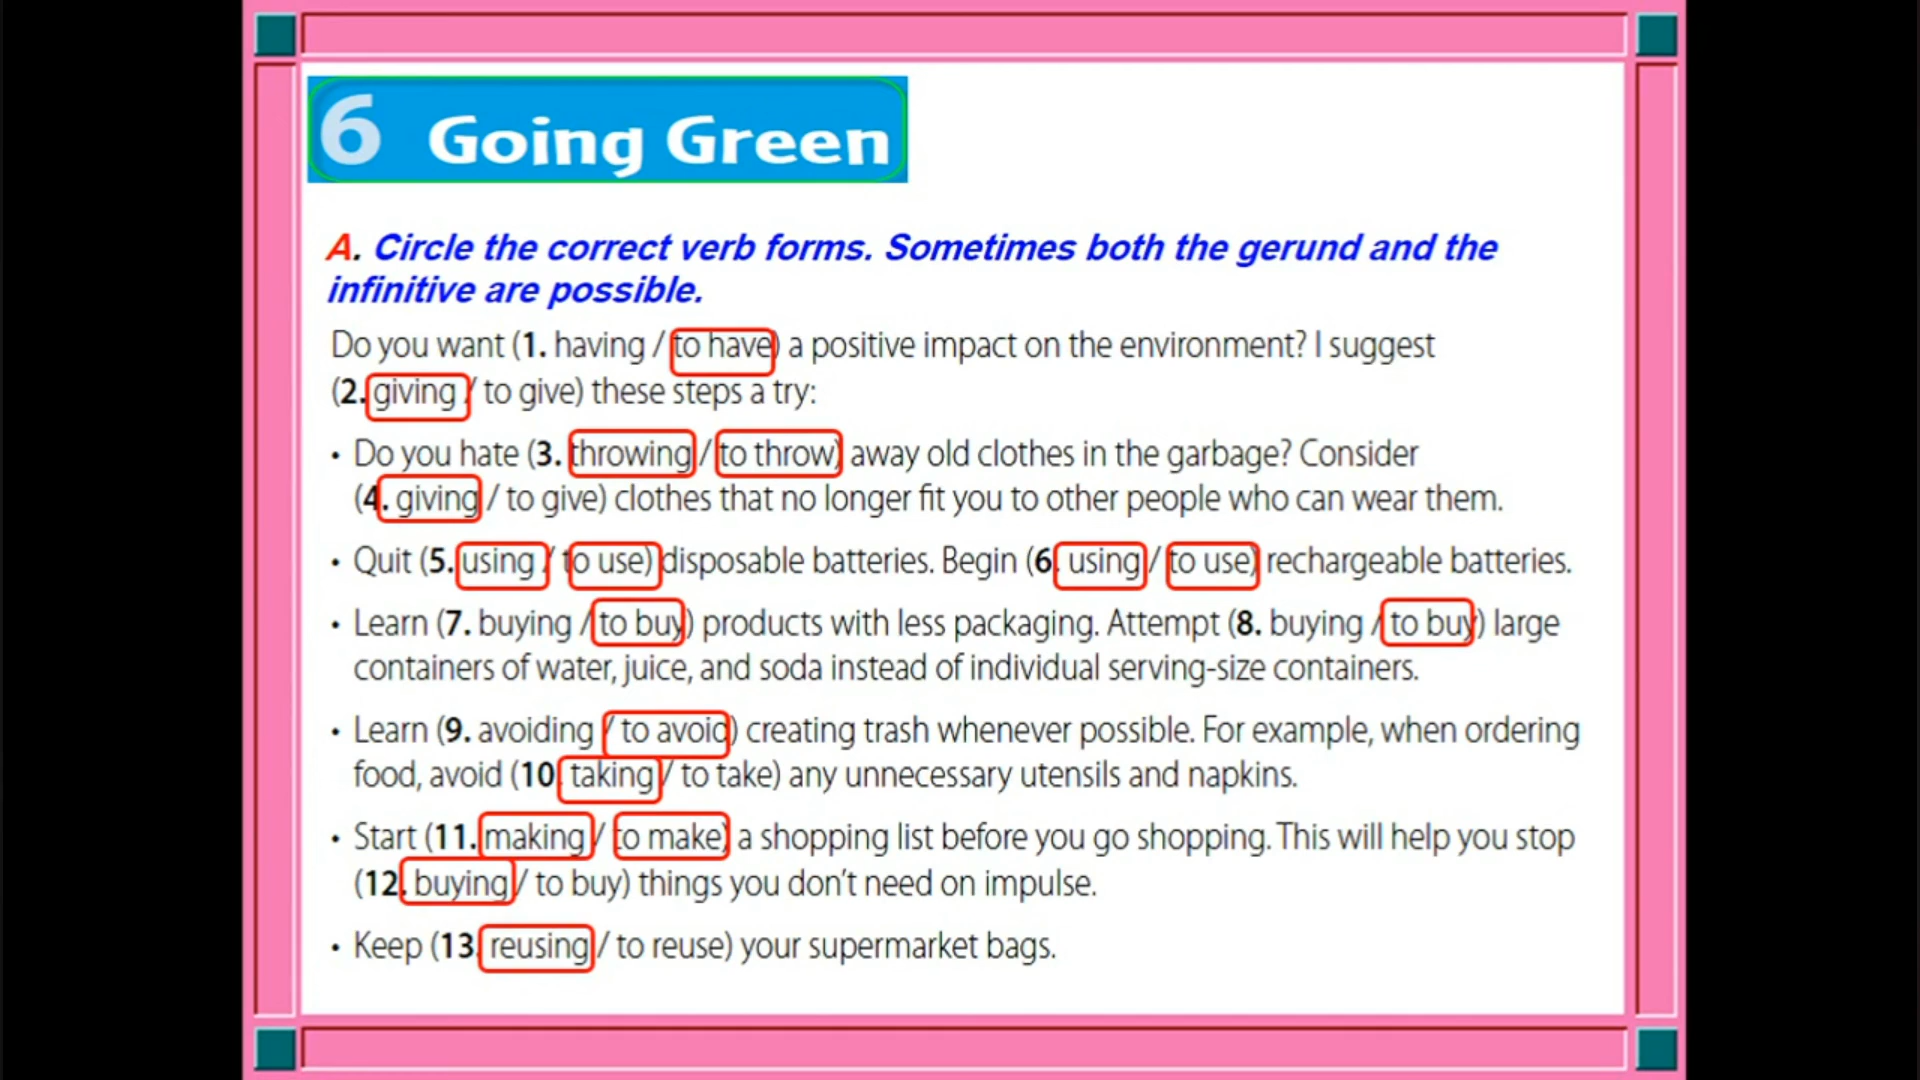 6 Going Green
A. Circle the correct verb forms. Sometimes both the gerund and the
infinitive are possible.
Do you want (1. having / to have) a positive impact on the environment? I suggest
(2. giving / to give) these steps a try:
• Do you hate (3. throwing / to throw) away old clothes in the garbage? Consider
(4. giving / to give) clothes that no longer fit you to other people who can wear them.
• Quit (5. using / to use) disposable batteries. Begin (6. using / to use) rechargeable batteries.
• Learn (7. buying / to buy) products with less packaging. Attempt (8. buying / to buy) large
containers of water, juice, and soda instead of individual serving-size containers.
• Learn (9. avoiding / to avoid) creating trash whenever possible. For example, when ordering
food, avoid (10. taking / to take) any unnecessary utensils and napkins.
• Start (11. making / to make) a shopping list before you go shopping. This will help you stop
(12. buying / to buy) things you don't need on impulse.
• Keep (13. reusing / to reuse) your supermarket bags.